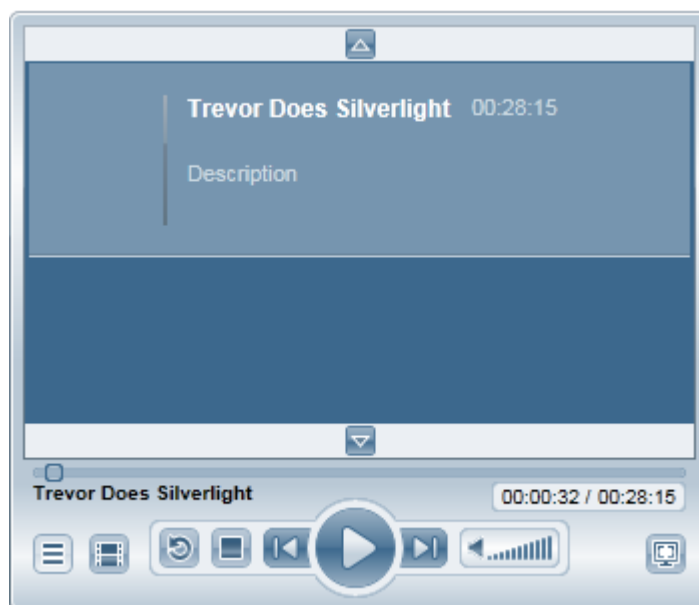 Trevor Does Silverlight 00:28:15
Description
Trevor Does Silverlight
00:00:32 / 00:28:15